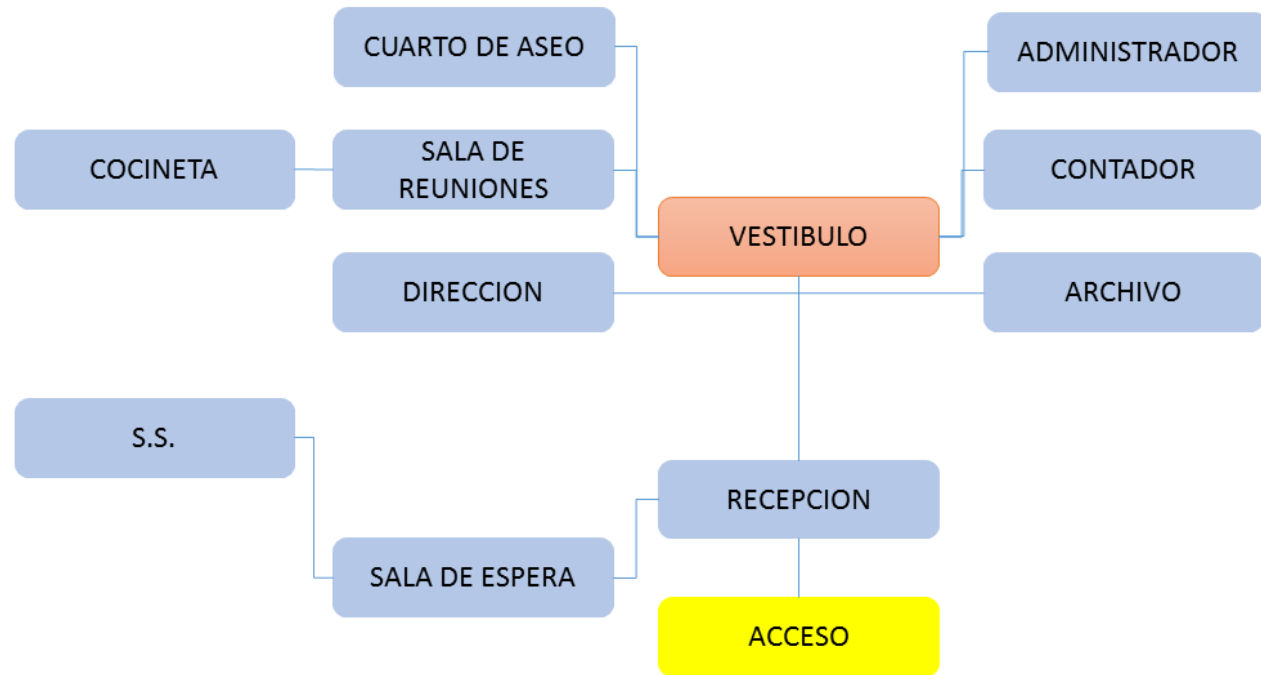 CUARTO DE ASEO
ADMINISTRADOR
COCINETA
SALA DE
REUNIONES
CONTADOR
VESTIBULO
DIRECCION
ARCHIVO
S.S.
RECEPCION
SALA DE ESPERA
ACCESO